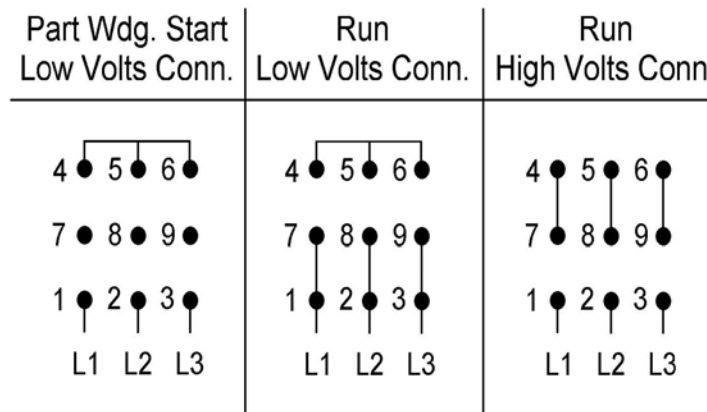 Part Wdg. Start
Low Volts Conn.
Run
Low Volts Conn.
Run
High Volts Conn
4 5 6
7 8 9
1 2 3
L1 L2 L3
4 5 6
7 8 9
1 2 3
L1 L2 L3
4 5 6
7 8 9
1 2 3
L1 L2 L3